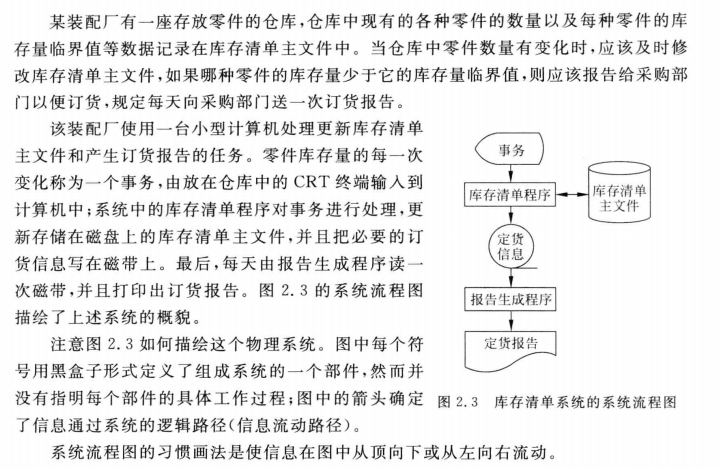 某装配厂有一座存放零件的仓库,仓库中现有的各种零件的数量以及每种零件的库
存量临界值等数据记录在库存清单主文件中。当仓库中零件数量有变化时,应该及时修
改库存清单主文件,如果哪种零件的库存量少于它的库存量临界值,则应该报告给采购部
门以便订货,规定每天向采购部门送一次订货报告。
该装配厂使用一台小型计算机处理更新库存清单
主文件和产生订货报告的任务。零件库存量的每一次
变化称为一个事务,由放在仓库中的 CRT 终端输入到
计算机中;系统中的库存清单程序对事务进行处理,更
新存储在磁盘上的库存清单主文件,并且把必要的订
货信息写在磁带上。最后,每天由报告生成程序读一
次磁带,并且打印出订货报告。图 2.3 的系统流程图
描绘了上述系统的概貌。
注意图 2.3 如何描绘这个物理系统。图中每个符
号用黑盒子形式定义了组成系统的一个部件,然而并
没有指明每个部件的具体工作过程;图中的箭头确定
了信息通过系统的逻辑路径(信息流动路径)。
系统流程图的习惯画法是使信息在图中从顶向下或从左向右流动。
事务
库存清单程序
库存清单
主文件
定货
信息
报告生成程序
定货报告
图 2.3 库存清单系统的系统流程图